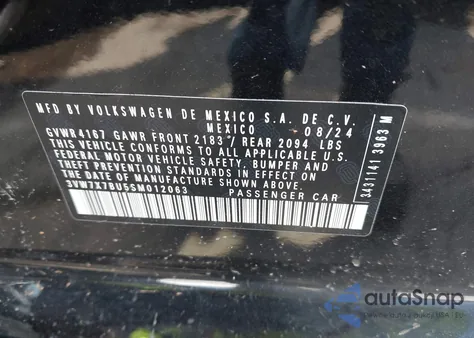 MFD BY VOLKSWAGEN DE MEXICO S.A. DE C.V.
MEXICO 08/24
GVWR 4167 GAWR FRONT 2183 / REAR 2094 LBS
THIS VEHICLE CONFORMS TO ALL APPLICABLE U.S.
FEDERAL MOTOR VEHICLE SAFETY, BUMPER, AND
THEFT PREVENTION STANDARDS IN EFFECT ON THE
DATE OF MANUFACTURE SHOWN ABOVE.
3VW7X7BU5SM012063 PASSENGER CAR
autoSnap